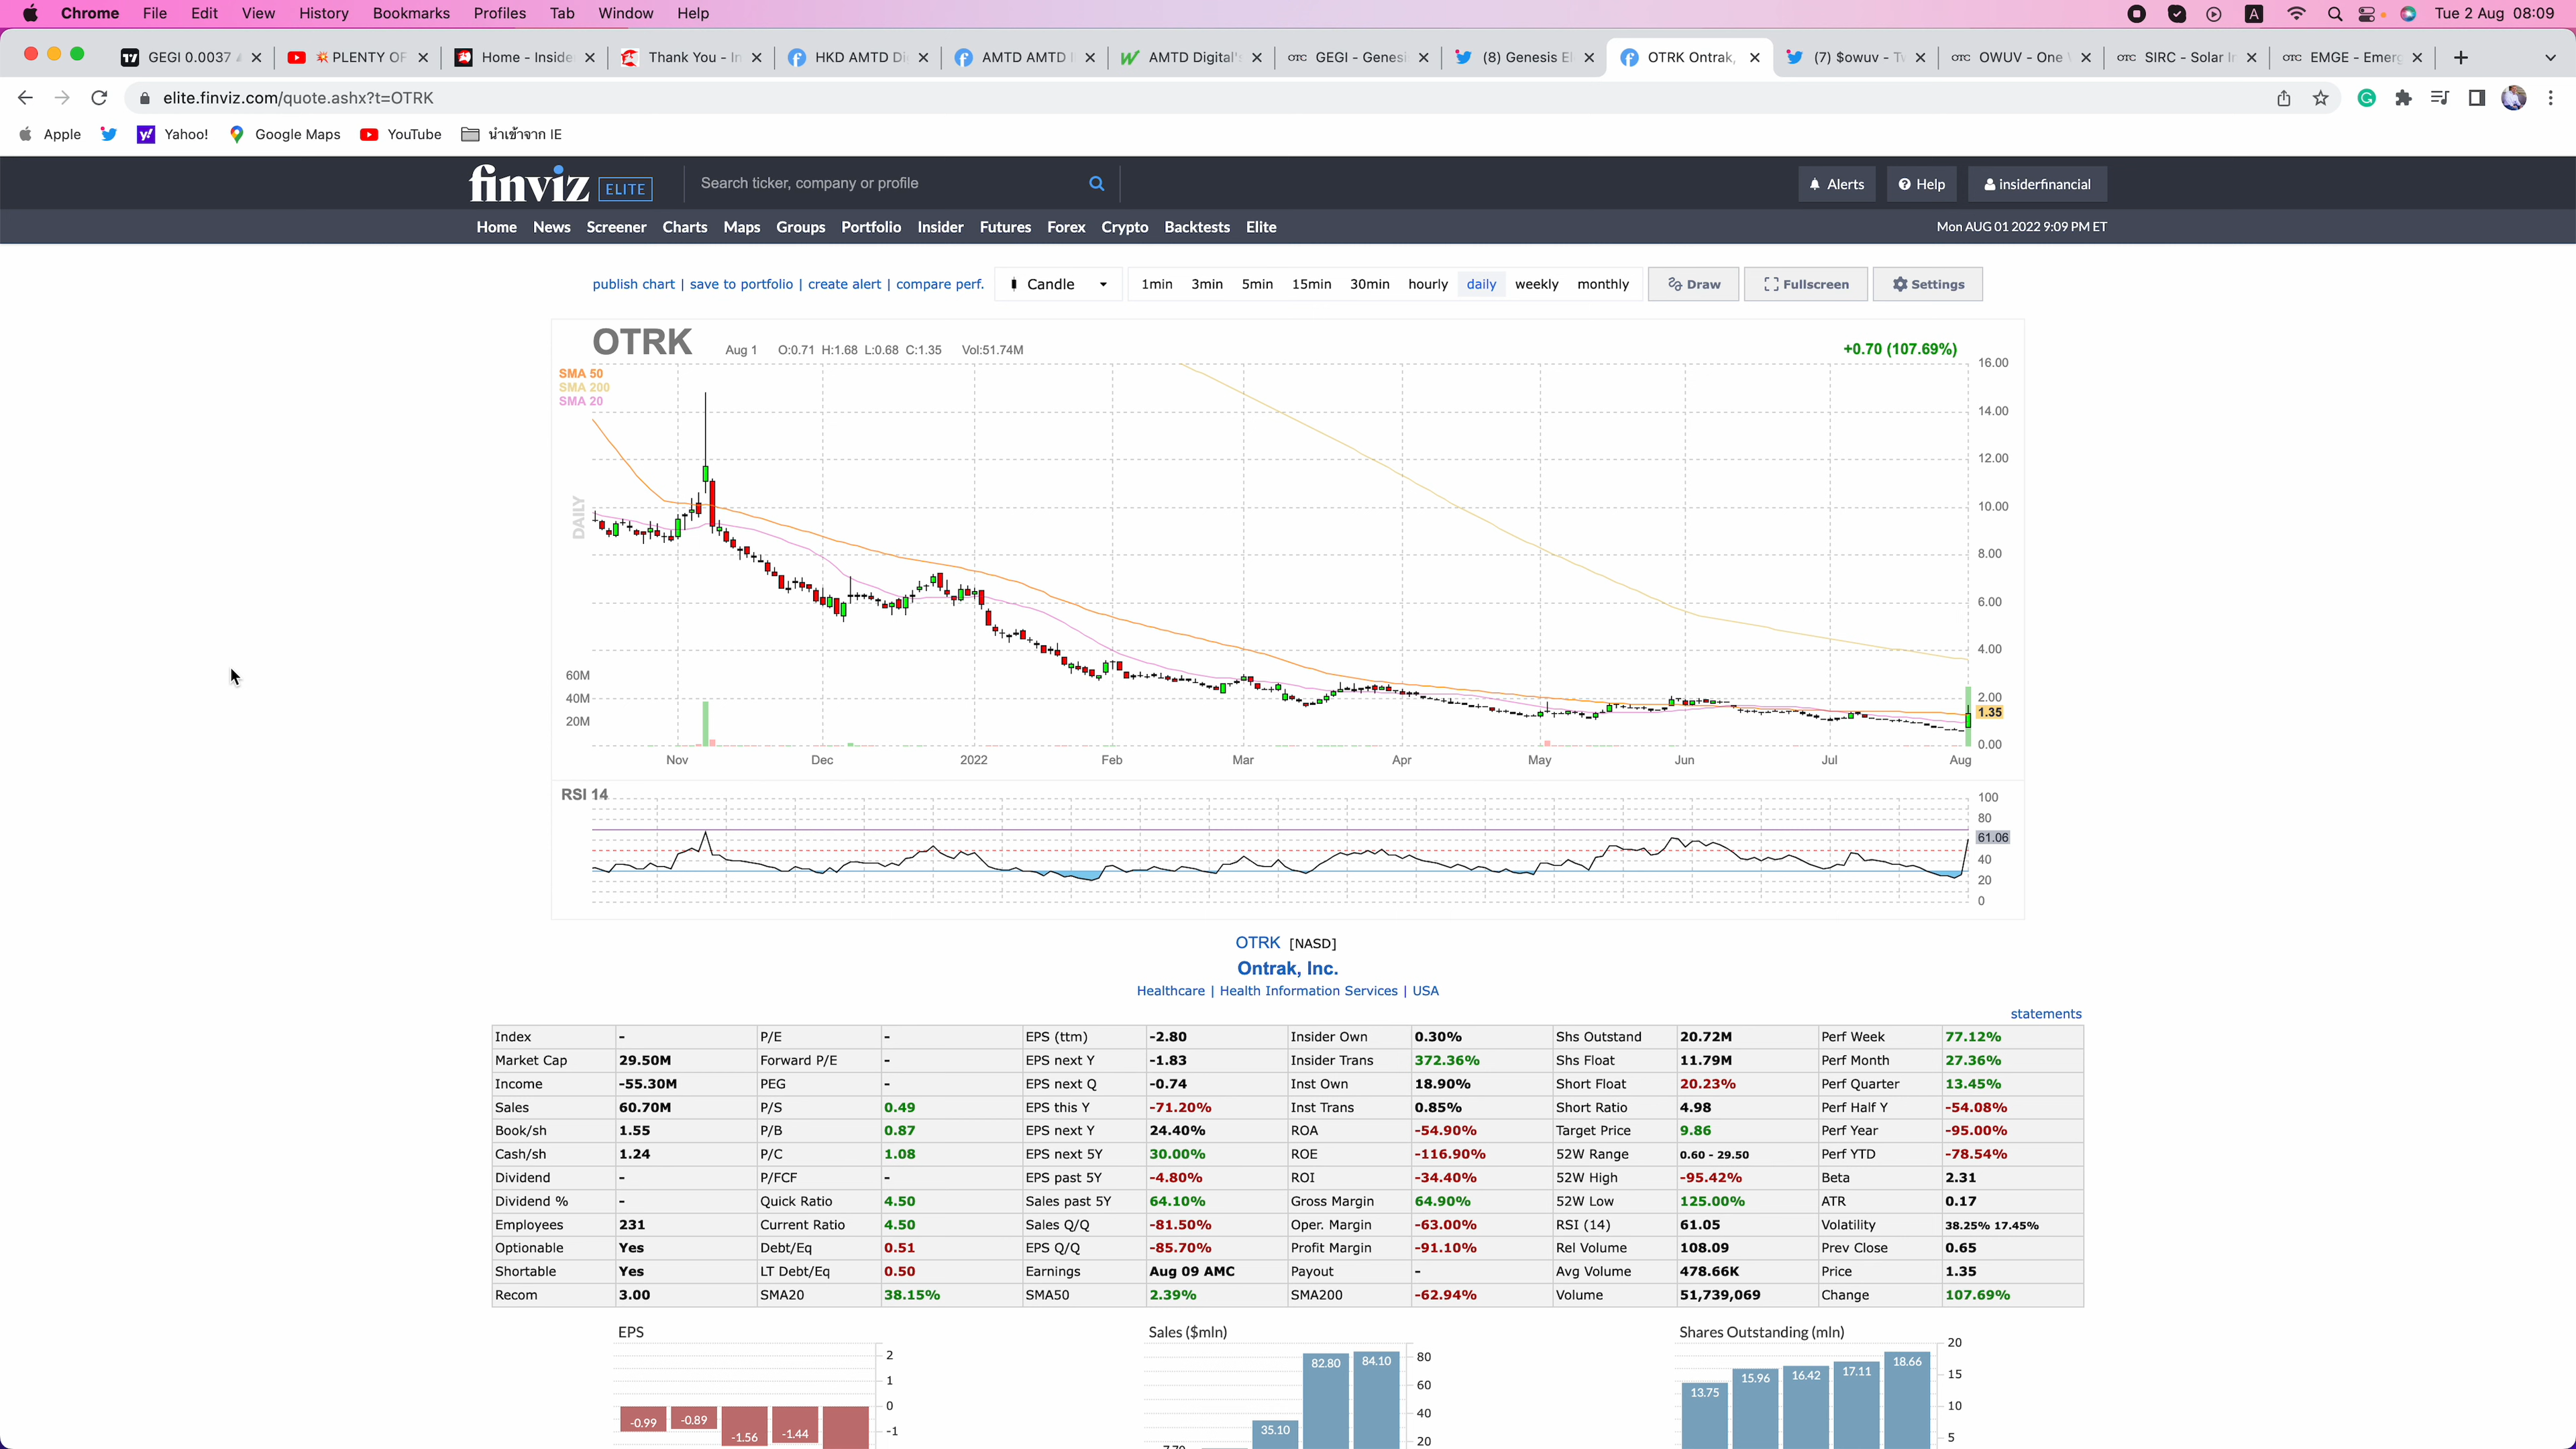 Chrome File Edit View History Bookmarks Profiles Tab Window Help Tue 2 Aug 08:09
GEGI 0.0037 PLENTY OF Home - Inside Thank You - In HKD AMTD Di AMTD AMTD AMTD Digital' OTC GEGI - Genesi (8) Genesis El OTRK Ontrak, (7) $owuv - Tw OTC OWUV - One OTC SIRC - Solar In OTC EMGE - Emerg
elite.finviz.com/quote.ashx?t=OTRK
Apple Yahoo! Google Maps YouTube นำเข้าจาก IE
finviz ELITE Search ticker, company or profile Alerts Help insiderfinancial
Home News Screener Charts Maps Groups Portfolio Insider Futures Forex Crypto Backtests Elite Mon AUG 01 2022 9:09 PM ET
publish chart | save to portfolio | create alert | compare perf. Candle 1min 3min 5min 15min 30min hourly daily weekly monthly Draw Fullscreen Settings
OTRK Aug 1 O:0.71 H:1.68 L:0.68 C:1.35 Vol:51.74M +0.70 (107.69%)
SMA 50
SMA 200
SMA 20
DAILY
16.00
14.00
12.00
10.00
8.00
6.00
4.00
2.00
1.35
0.00
60M
40M
20M
Nov Dec 2022 Feb Mar Apr May Jun Jul Aug
RSI 14
100
80
61.06
40
20
0
OTRK [NASD]
Ontrak, Inc.
Healthcare | Health Information Services | USA
statements
Index - P/E - EPS (ttm) -2.80 Insider Own 0.30% Shs Outstand 20.72M Perf Week 77.12%
Market Cap 29.50M Forward P/E - EPS next Y -1.83 Insider Trans 372.36% Shs Float 11.79M Perf Month 27.36%
Income -55.30M PEG - EPS next Q -0.74 Inst Own 18.90% Short Float 20.23% Perf Quarter 13.45%
Sales 60.70M P/S 0.49 EPS this Y -71.20% Inst Trans 0.85% Short Ratio 4.98 Perf Half Y -54.08%
Book/sh 1.55 P/B 0.87 EPS next Y 24.40% ROA -54.90% Target Price 9.86 Perf Year -95.00%
Cash/sh 1.24 P/C 1.08 EPS next 5Y 30.00% ROE -116.90% 52W Range 0.60 - 29.50 Perf YTD -78.54%
Dividend - P/FCF - EPS past 5Y -4.80% ROI -34.40% 52W High -95.42% Beta 2.31
Dividend % - Quick Ratio 4.50 Sales past 5Y 64.10% Gross Margin 64.90% 52W Low 125.00% ATR 0.17
Employees 231 Current Ratio 4.50 Sales Q/Q -81.50% Oper. Margin -63.00% RSI (14) 61.05 Volatility 38.25% 17.45%
Optionable Yes Debt/Eq 0.51 EPS Q/Q -85.70% Profit Margin -91.10% Rel Volume 108.09 Prev Close 0.65
Shortable Yes LT Debt/Eq 0.50 Earnings Aug 09 AMC Payout - Avg Volume 478.66K Price 1.35
Recom 3.00 SMA20 38.15% SMA50 2.39% SMA200 -62.94% Volume 51,739,069 Change 107.69%
EPS Sales ($mln) Shares Outstanding (mln)
2
1
0
-1
-0.99 -0.89 -1.56 -1.44
80
60
40
20
35.10 82.80 84.10
20
15
10
5
13.75 15.96 16.42 17.11 18.66